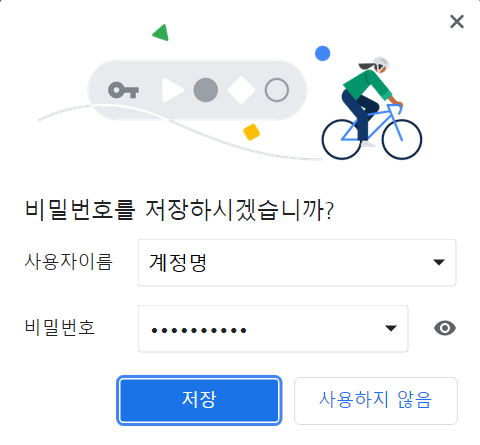 비밀번호를 저장하시겠습니까?
사용자이름 계정명
비밀번호 ••••••••••
저장 사용하지 않음